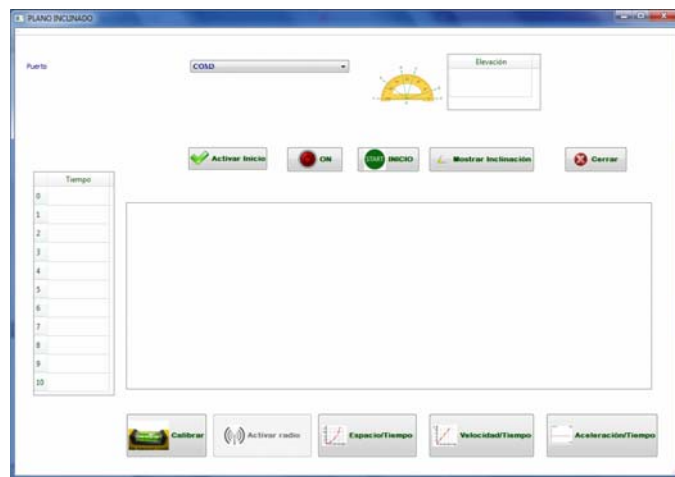 PLANO INCLINADO
Puerto
Elevación
Activar Inicio
ON
START INICIO
Mostrar Inclinación
Cerrar
Tiempo
0
1
2
3
4
5
6
7
8
9
10
Calibrar
Activar radio
Espacio/Tiempo
Velocidad/Tiempo
Aceleración/Tiempo